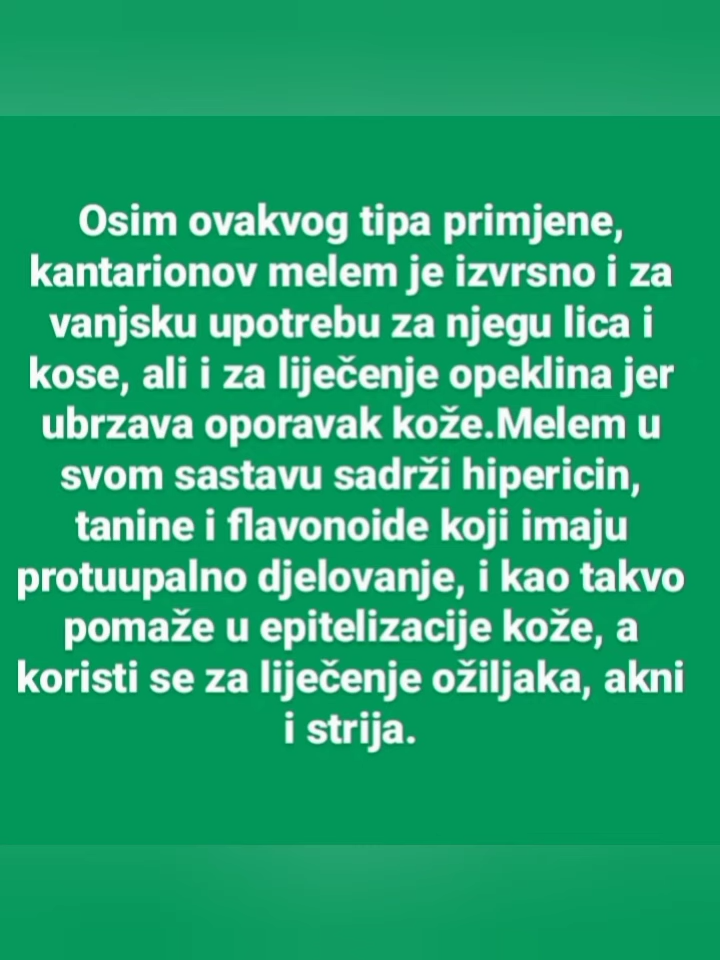 Osim ovakvog tipa primjene,
kantarionov melem je izvrsno i za
vanjsku upotrebu za njegu lica i
kose, ali i za liječenje opeklina jer
ubrzava oporavak kože.Melem u
svom sastavu sadrži hipericin,
tanine i flavonoide koji imaju
protuupalno djelovanje, i kao takvo
pomaže u epitelizacije kože, a
koristi se za liječenje ožiljaka, akni
i strija.